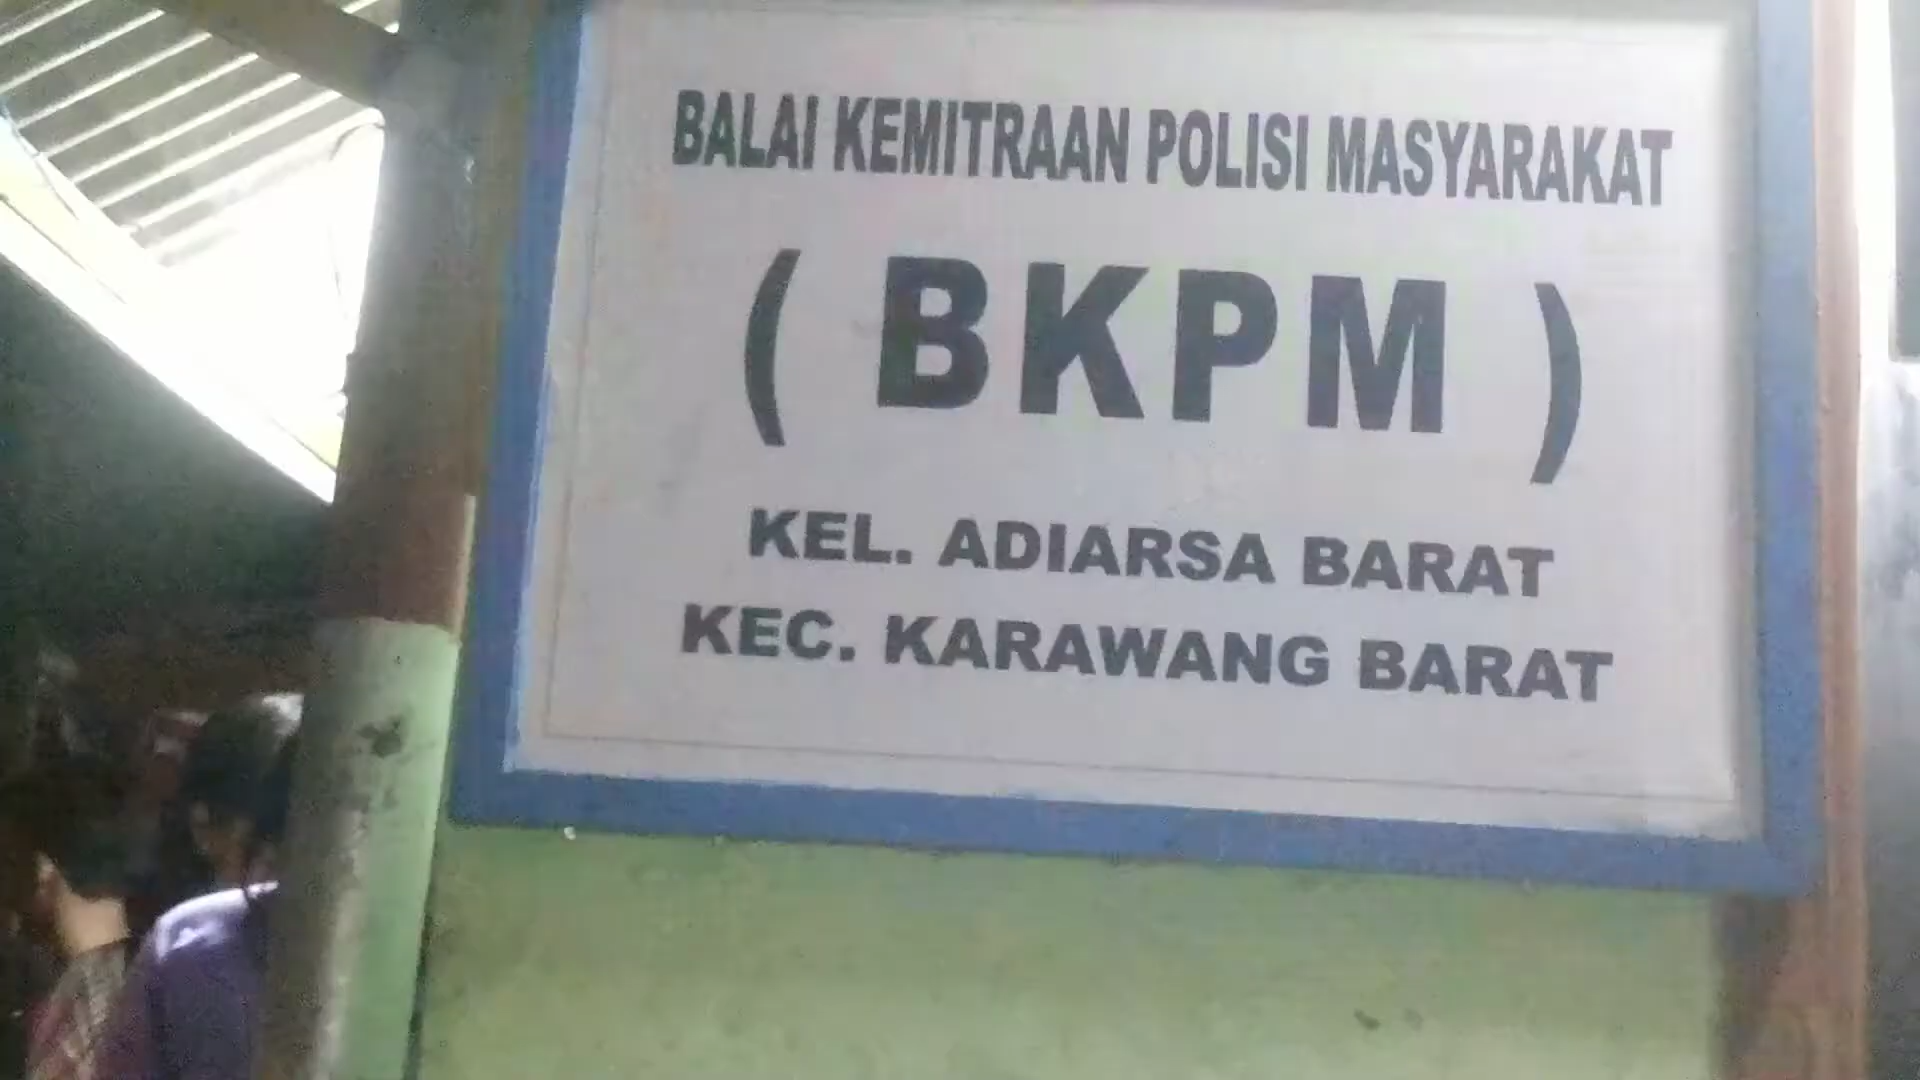 BALAI KEMITRAAN POLISI MASYARAKAT
( BKPM )
KEL. ADIARSA BARAT
KEC. KARAWANG BARAT